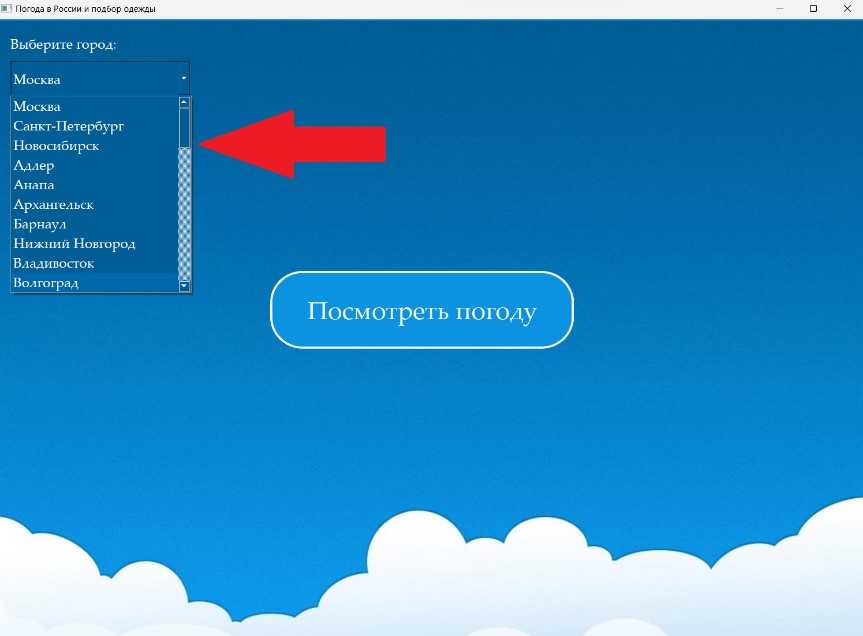 Погода в России и подбор одежды
Выберите город:
Москва
Москва
Санкт-Петербург
Новосибирск
Адлер
Анапа
Архангельск
Барнаул
Нижний Новгород
Владивосток
Волгоград
Посмотреть погоду